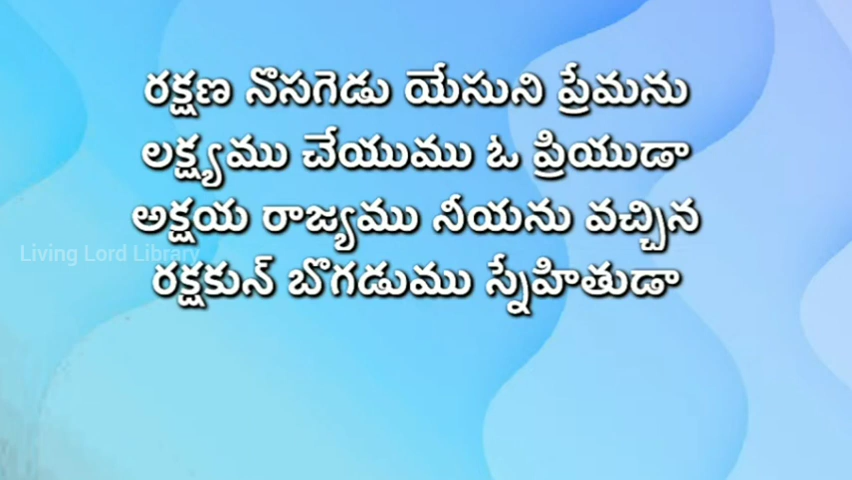 రక్షణ నొసగెడు యేసుని ప్రేమను
లక్ష్యము చేయుము ఓ ప్రియుడా
అక్షయ రాజ్యము నీయను వచ్చిన
Living Lord Library
రక్షకున్ బొగడుము స్నేహితుడా